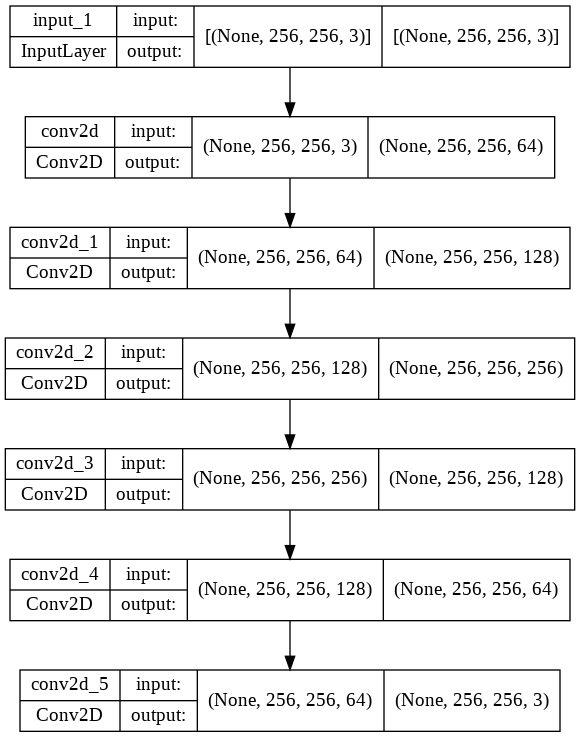 input_1 input: [(None, 256, 256, 3)] [(None, 256, 256, 3)]
InputLayer output:
conv2d input: (None, 256, 256, 3) (None, 256, 256, 64)
Conv2D output:
conv2d_1 input: (None, 256, 256, 64) (None, 256, 256, 128)
Conv2D output:
conv2d_2 input: (None, 256, 256, 128) (None, 256, 256, 256)
Conv2D output:
conv2d_3 input: (None, 256, 256, 256) (None, 256, 256, 128)
Conv2D output:
conv2d_4 input: (None, 256, 256, 128) (None, 256, 256, 64)
Conv2D output:
conv2d_5 input: (None, 256, 256, 64) (None, 256, 256, 3)
Conv2D output: